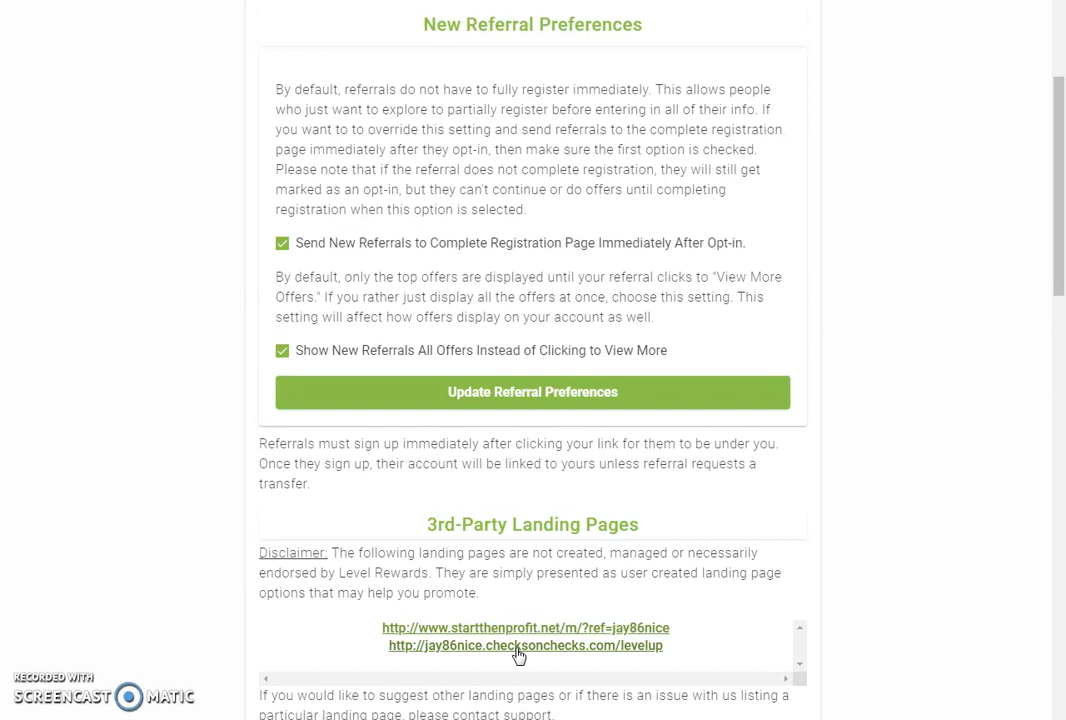 New Referral Preferences
By default, referrals do not have to fully register immediately. This allows people
who just want to explore to partially register before entering in all of their info. If
you want to to override this setting and send referrals to the complete registration
page immediately after they opt-in, then make sure the first option is checked.
Please note that if the referral does not complete registration, they will still get
marked as an opt-in, but they can't continue or do offers until completing
registration when this option is selected.
Send New Referrals to Complete Registration Page Immediately After Opt-in.
By default, only the top offers are displayed until your referral clicks to "View More
Offers." If you rather just display all the offers at once, choose this setting. This
setting will affect how offers display on your account as well.
Show New Referrals All Offers Instead of Clicking to View More
Update Referral Preferences
Referrals must sign up immediately after clicking your link for them to be under you.
Once they sign up, their account will be linked to yours unless referral requests a
transfer.
3rd-Party Landing Pages
Disclaimer: The following landing pages are not created, managed or necessarily
endorsed by Level Rewards. They are simply presented as user created landing page
options that may help you promote.
http://www.startthenprofit.net/m/?ref=jay86nice
http://jay86nice.checksonchecks.com/levelup
If you would like to suggest other landing pages or if there is an issue with us listing a
particular landing page, please contact support.
RECORDED WITH
SCREENCAST MATIC